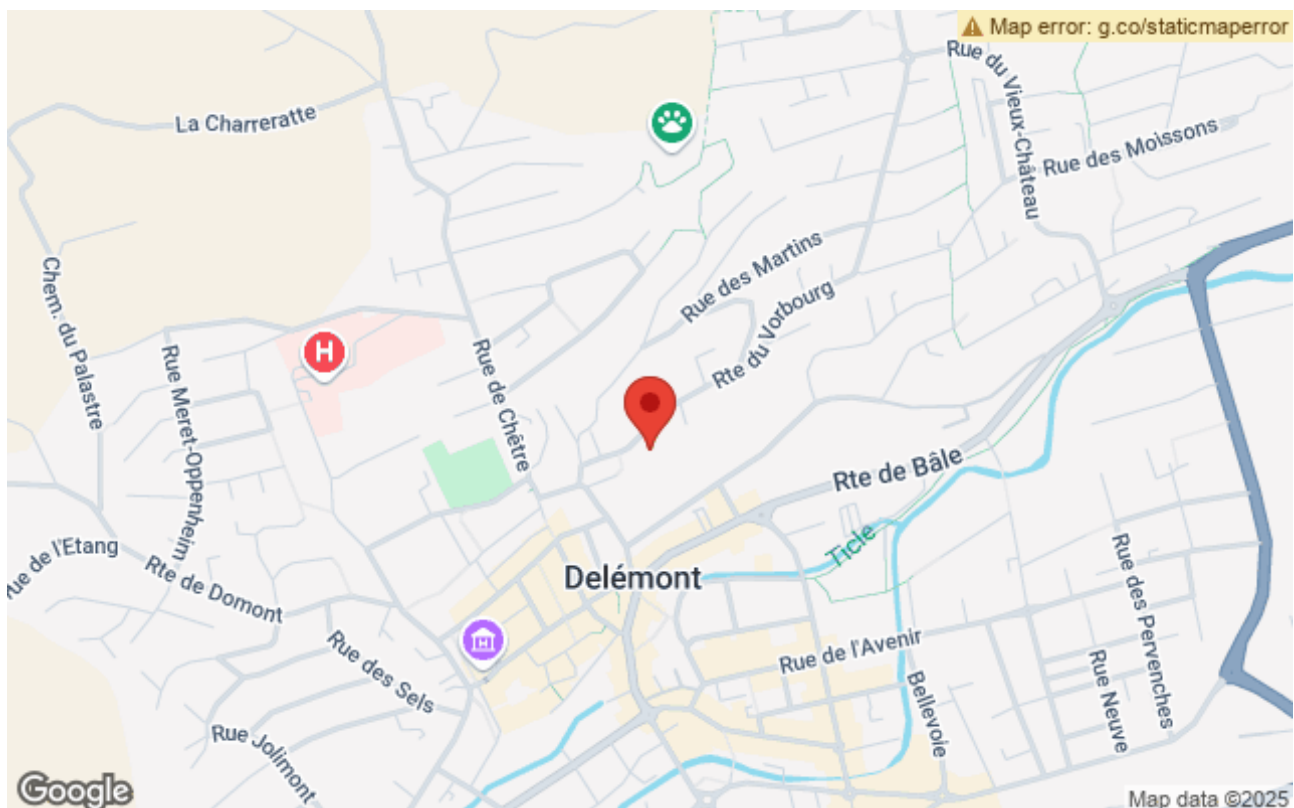 Map error: g.co/staticmaperror
Rue du Vieux-Château
La Charreratte
Rue des Moissons
Rue des Martins
Chem. du Palastre
Rte du Vorbourg
H
Rue Meret-Oppenheim
Rue de Chêtre
Rte de Bâle
Rue de l'Etang
Rte de Domont
Delémont
Ticle
Rue des Pervenches
Rue des Sels
H
Rue de l'Avenir
Bellevoie
Rue Neuve
Rue Jolimont
Google
Map data ©2025